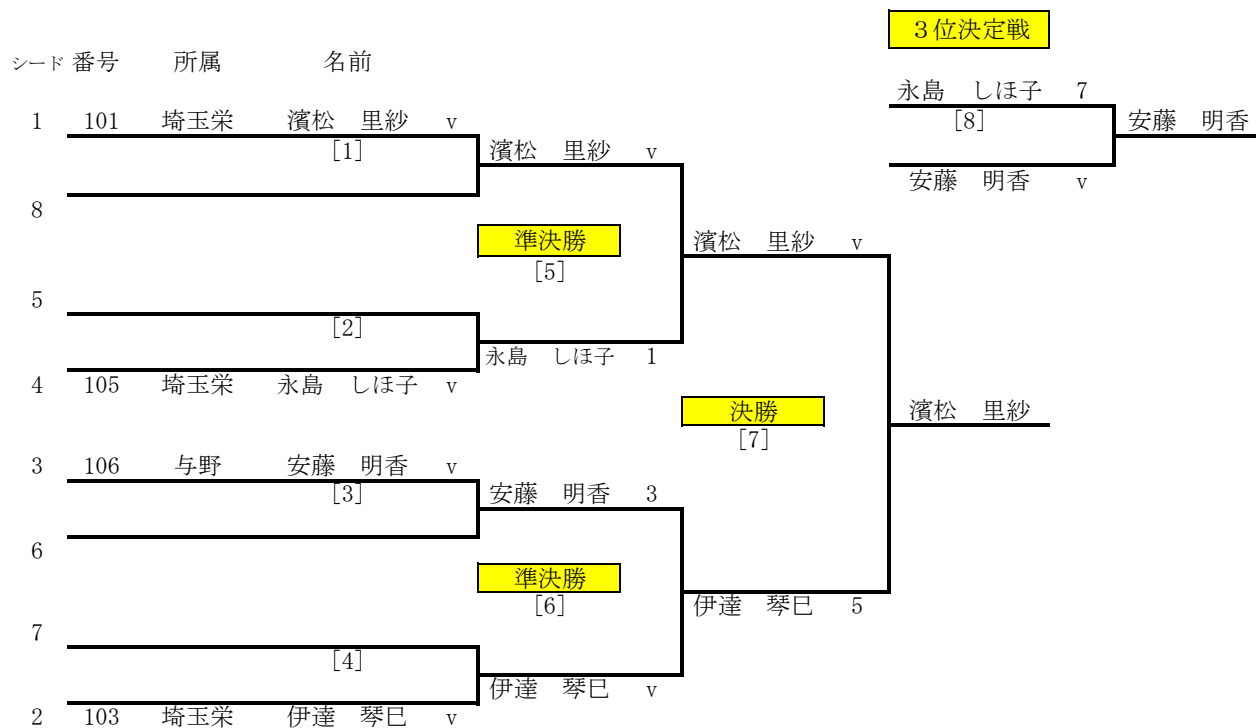 ３位決定戦
シード 番号 所属 名前
永島 しほ子 7
1 101 埼玉栄 濱松 里紗 v
[8]
安藤 明香
[1]
濱松 里紗 v
安藤 明香 v
8
準決勝
濱松 里紗 v
[5]
5
[2]
永島 しほ子 1
4 105 埼玉栄 永島 しほ子 v
決勝
濱松 里紗
[7]
3 106 与野 安藤 明香 v
[3]
安藤 明香 3
6
準決勝
[6]
伊達 琴巳 5
7
[4]
伊達 琴巳 v
2 103 埼玉栄 伊達 琴巳 v